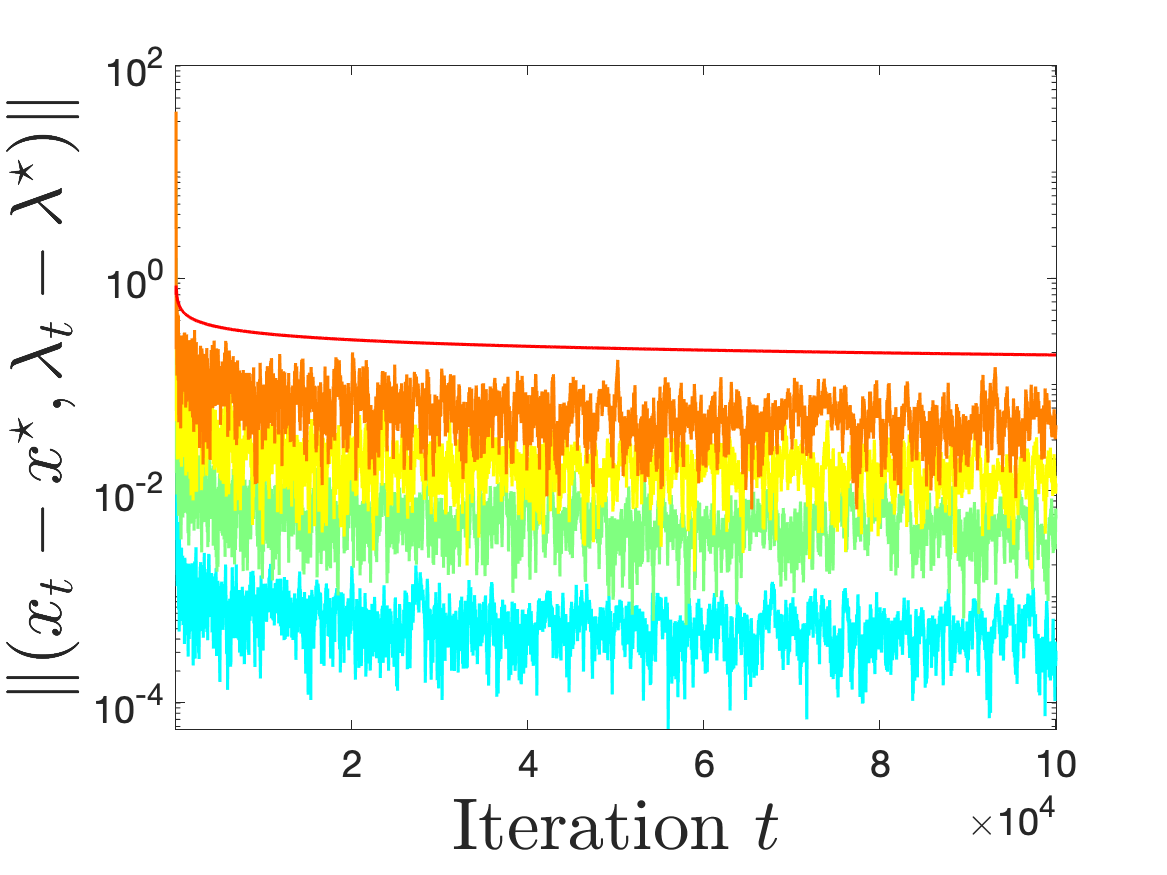 ‖(x_t − x^⋆, λ_t − λ^⋆)‖
10^2
10^0
10^-2
10^-4
2 4 6 8 10
×10^4
Iteration t